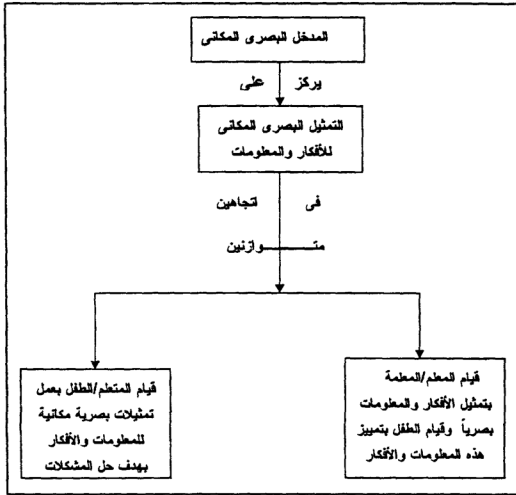 المدخل البصرى المكانى
يركز على
التمثيل البصرى المكانى
للأفكار والمعلومات
فى اتجاهين
متـــوازنين
قيام المعلم/المعلمة
بتمثيل الأفكار والمعلومات
بصرياً وقيام الطفل بتمييز
هذه المعلومات والأفكار
قيام المتعلم/الطفل بعمل
تمثيلات بصرية مكانية
للمعلومات والأفكار
بهدف حل المشكلات